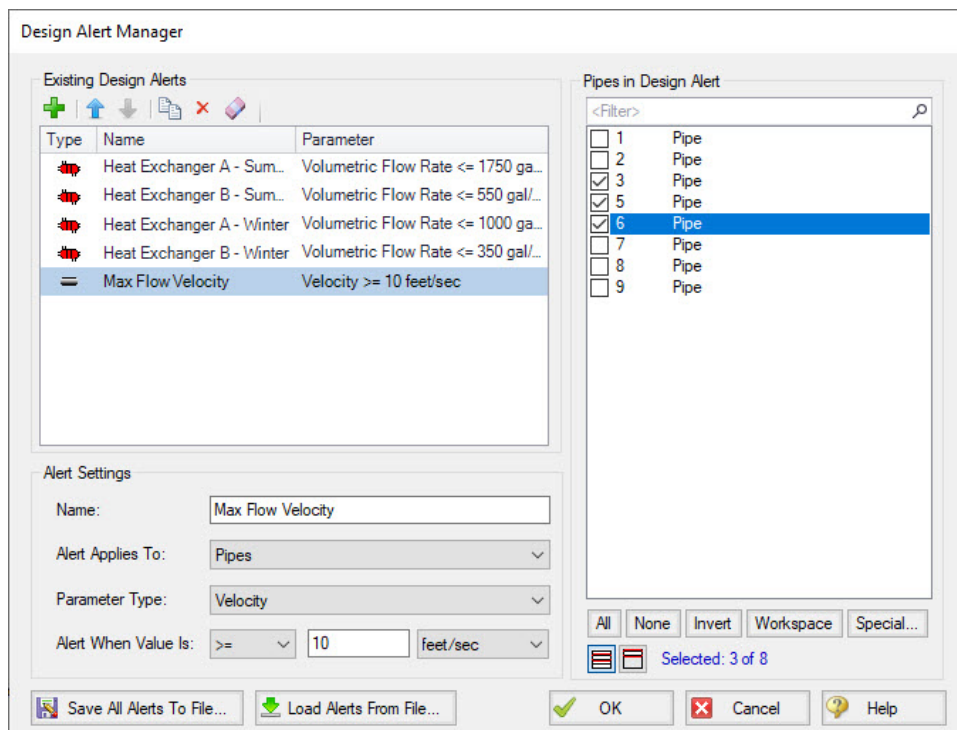 Design Alert Manager
Existing Design Alerts
Type Name Parameter
Heat Exchanger A - Sum... Volumetric Flow Rate <= 1750 ga...
Heat Exchanger B - Sum... Volumetric Flow Rate <= 550 gal/...
Heat Exchanger A - Winter Volumetric Flow Rate <= 1000 ga...
Heat Exchanger B - Winter Volumetric Flow Rate <= 350 gal/...
Max Flow Velocity Velocity >= 10 feet/sec
Alert Settings
Name: Max Flow Velocity
Alert Applies To: Pipes
Parameter Type: Velocity
Alert When Value Is: >= 10 feet/sec
Pipes in Design Alert
<Filter>
1 Pipe
2 Pipe
3 Pipe
5 Pipe
6 Pipe
7 Pipe
8 Pipe
9 Pipe
All None Invert Workspace Special...
Selected: 3 of 8
Save All Alerts To File... Load Alerts From File... OK Cancel Help